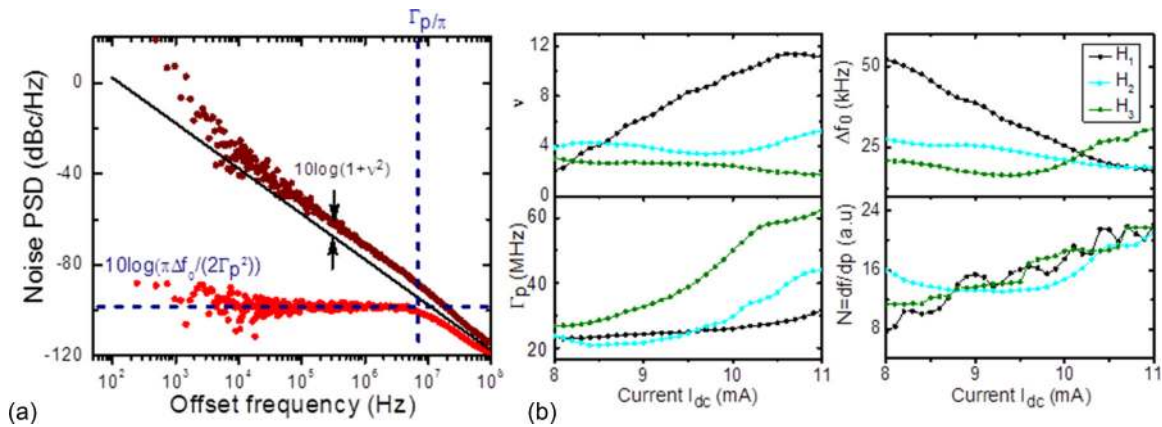 Γp/π
Noise PSD (dBc/Hz)
0
-40
-80
-120
10log(1+ν²)
10log(πΔf₀/(2Γp²))
10² 10³ 10⁴ 10⁵ 10⁶ 10⁷ 10⁸
Offset frequency (Hz)
(a)
ν
12
8
4
0
Δf₀ (kHz)
50
25
H₁
H₂
H₃
Γp (MHz)
60
40
20
8 9 10 11
Current Idc (mA)
N=df/dp (a.u)
24
16
8
8 9 10 11
Current Idc (mA)
(b)